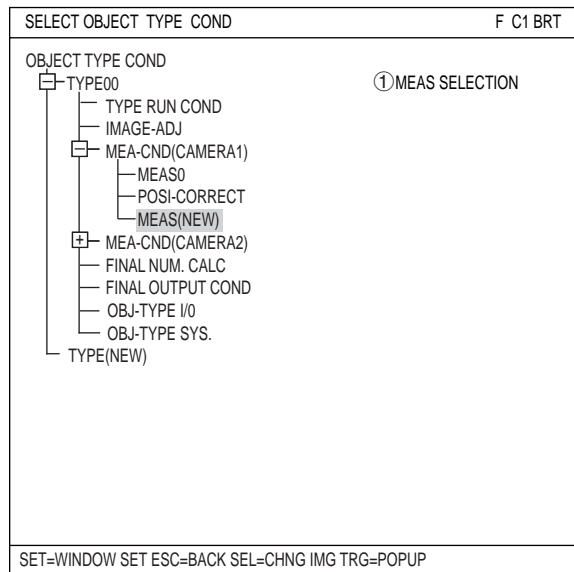 SELECT OBJECT TYPE COND F C1 BRT
OBJECT TYPE COND
TYPE00
①MEAS SELECTION
TYPE RUN COND
IMAGE-ADJ
MEA-CND(CAMERA1)
MEAS0
POSI-CORRECT
MEAS(NEW)
MEA-CND(CAMERA2)
FINAL NUM. CALC
FINAL OUTPUT COND
OBJ-TYPE I/0
OBJ-TYPE SYS.
TYPE(NEW)
SET=WINDOW SET ESC=BACK SEL=CHNG IMG TRG=POPUP